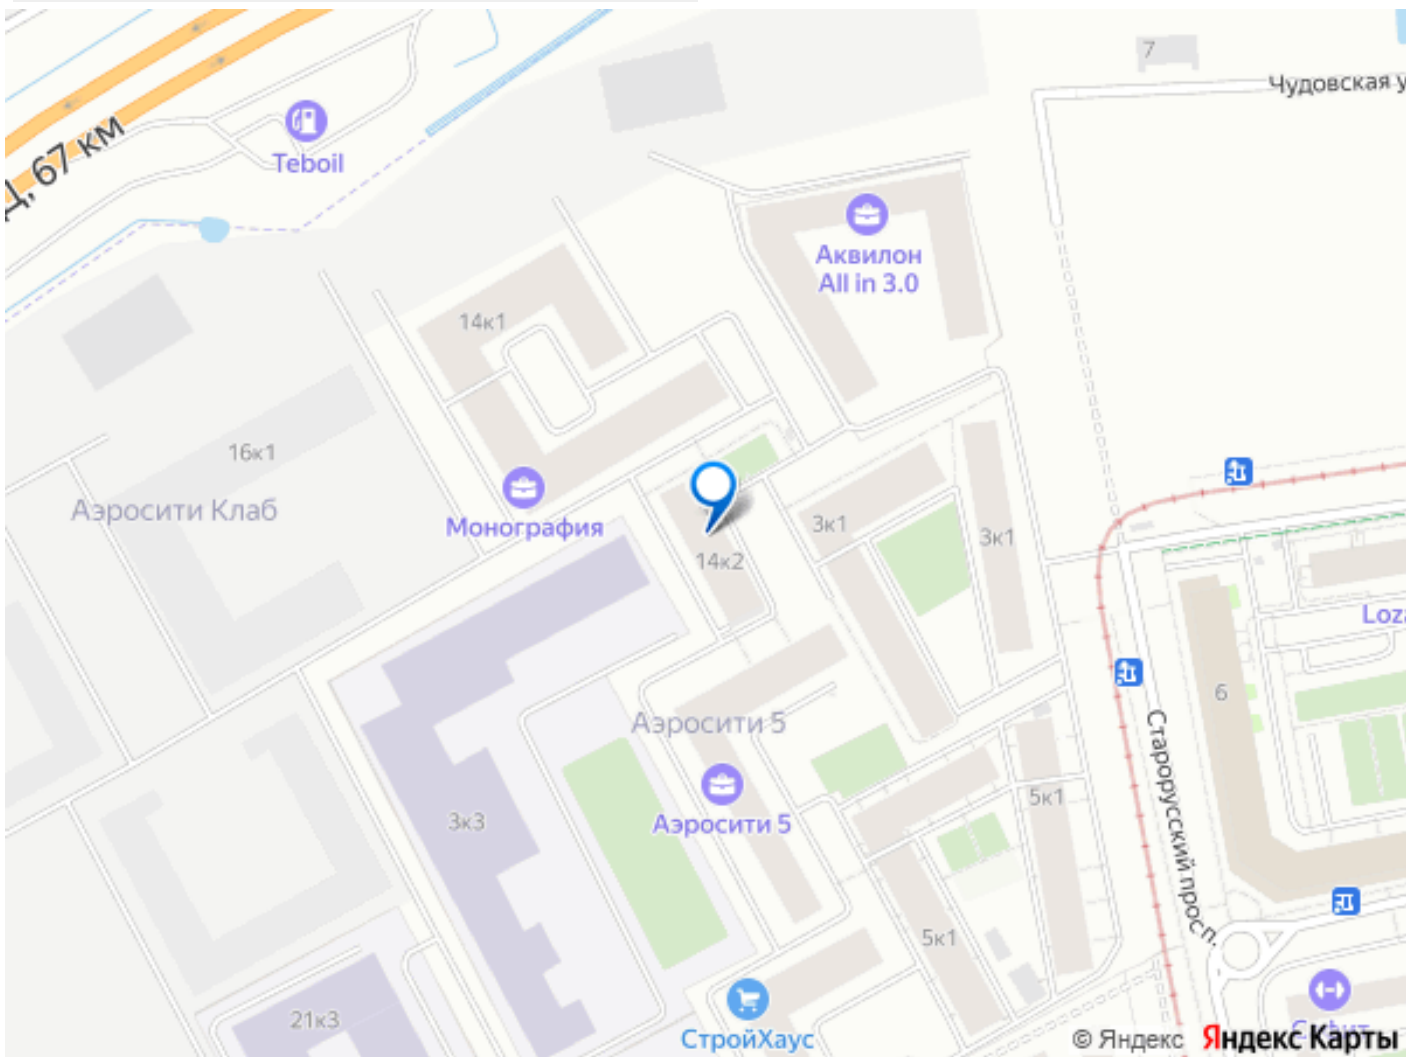 7
Чудовская у
Д, 67 км
Teboil
Аквилон
All in 3.0
14к1
16к1
Аэросити Клаб
Монография
3к1
3к1
14к2
Loza
6
Аэросити 5
Старорусский просп.
Аэросити 5
3к3
5к1
5к1
21к3
СтройХаус
© Яндекс Яндекс Карты